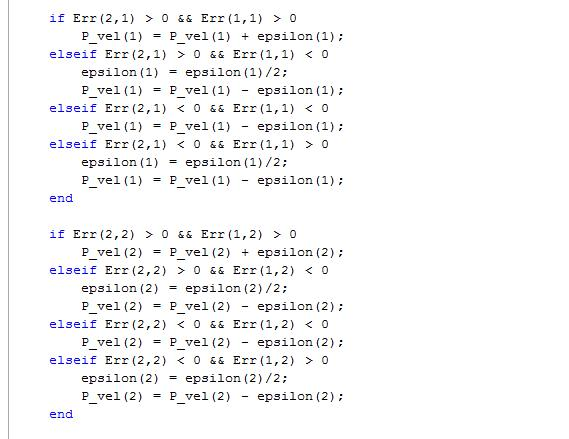 if Err(2,1) > 0 && Err(1,1) > 0
    P_vel(1) = P_vel(1) + epsilon(1);
elseif Err(2,1) > 0 && Err(1,1) < 0
    epsilon(1) = epsilon(1)/2;
    P_vel(1) = P_vel(1) - epsilon(1);
elseif Err(2,1) < 0 && Err(1,1) < 0
    P_vel(1) = P_vel(1) - epsilon(1);
elseif Err(2,1) < 0 && Err(1,1) > 0
    epsilon(1) = epsilon(1)/2;
    P_vel(1) = P_vel(1) - epsilon(1);
end

if Err(2,2) > 0 && Err(1,2) > 0
    P_vel(2) = P_vel(2) + epsilon(2);
elseif Err(2,2) > 0 && Err(1,2) < 0
    epsilon(2) = epsilon(2)/2;
    P_vel(2) = P_vel(2) - epsilon(2);
elseif Err(2,2) < 0 && Err(1,2) < 0
    P_vel(2) = P_vel(2) - epsilon(2);
elseif Err(2,2) < 0 && Err(1,2) > 0
    epsilon(2) = epsilon(2)/2;
    P_vel(2) = P_vel(2) - epsilon(2);
end